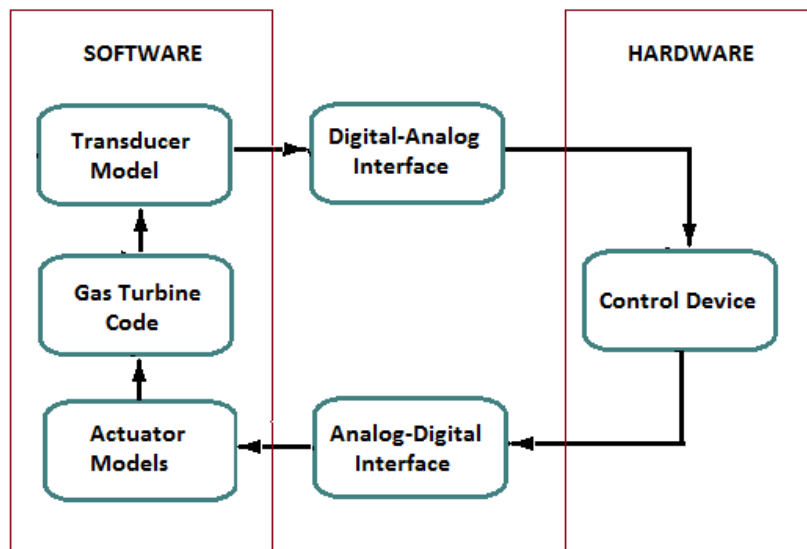 SOFTWARE
HARDWARE
Transducer
Model
Digital-Analog
Interface
Gas Turbine
Code
Control Device
Actuator
Models
Analog-Digital
Interface